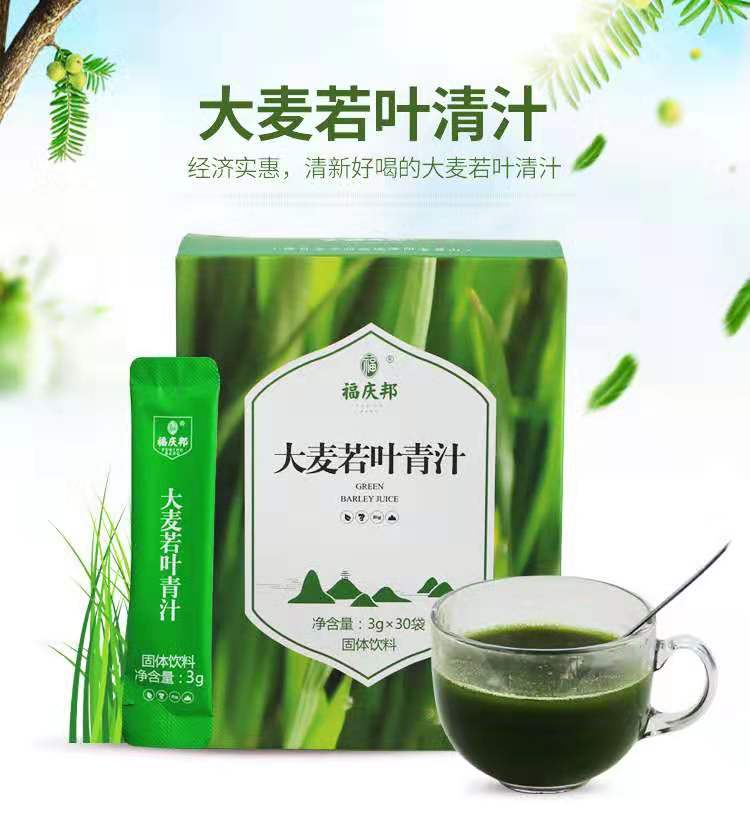 大麦若叶清汁
经济实惠，清新好喝的大麦若叶清汁
福
®
福庆邦
大麦若叶青汁
GREEN
BARLEY JUICE
净含量：3g×30袋
固体饮料
®
福庆邦
大麦若叶青汁
固体饮料
净含量：3g